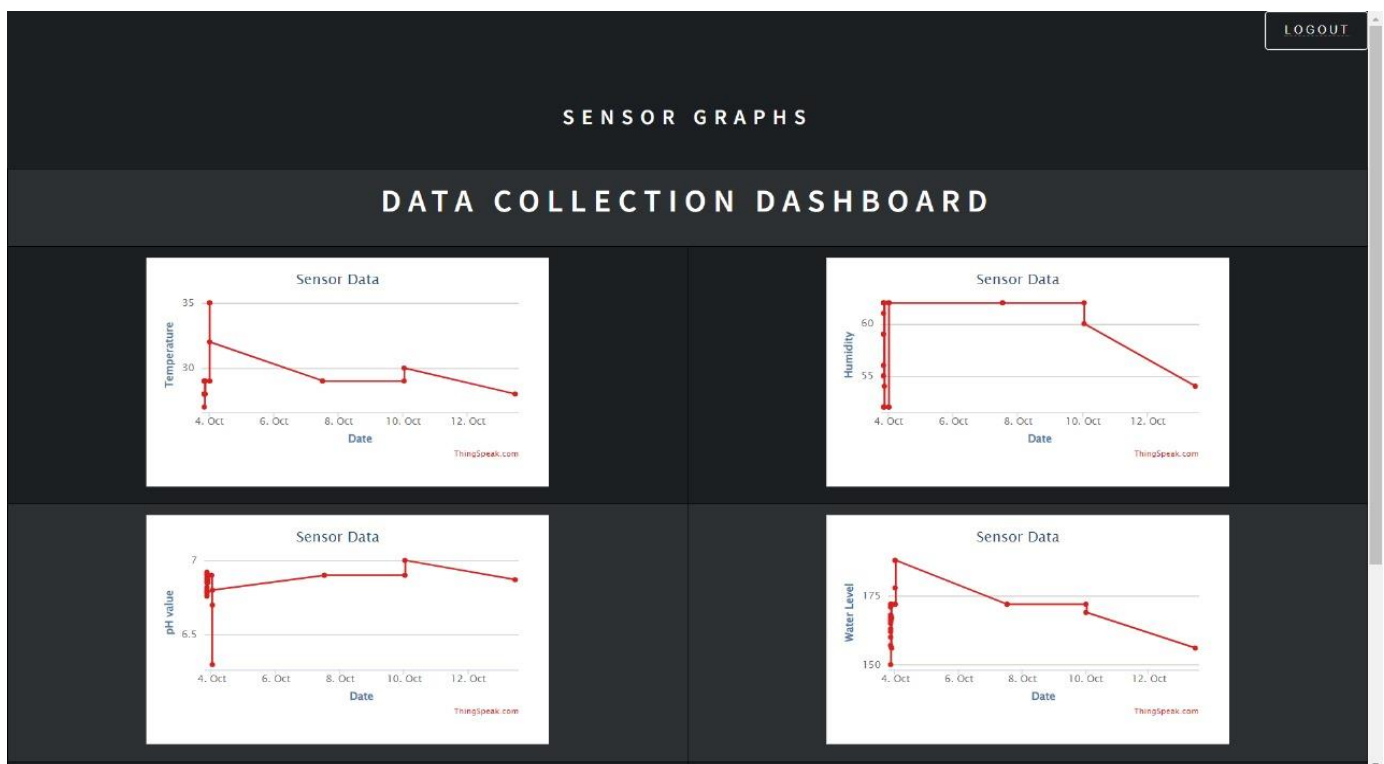 LOGOUT
SENSOR GRAPHS
DATA COLLECTION DASHBOARD
Sensor Data
Temperature
35
30
4. Oct 6. Oct 8. Oct 10. Oct 12. Oct
Date
ThingSpeak.com
Sensor Data
Humidity
60
55
4. Oct 6. Oct 8. Oct 10. Oct 12. Oct
Date
ThingSpeak.com
Sensor Data
pH value
7
6.5
4. Oct 6. Oct 8. Oct 10. Oct 12. Oct
Date
ThingSpeak.com
Sensor Data
Water Level
175
150
4. Oct 6. Oct 8. Oct 10. Oct 12. Oct
Date
ThingSpeak.com